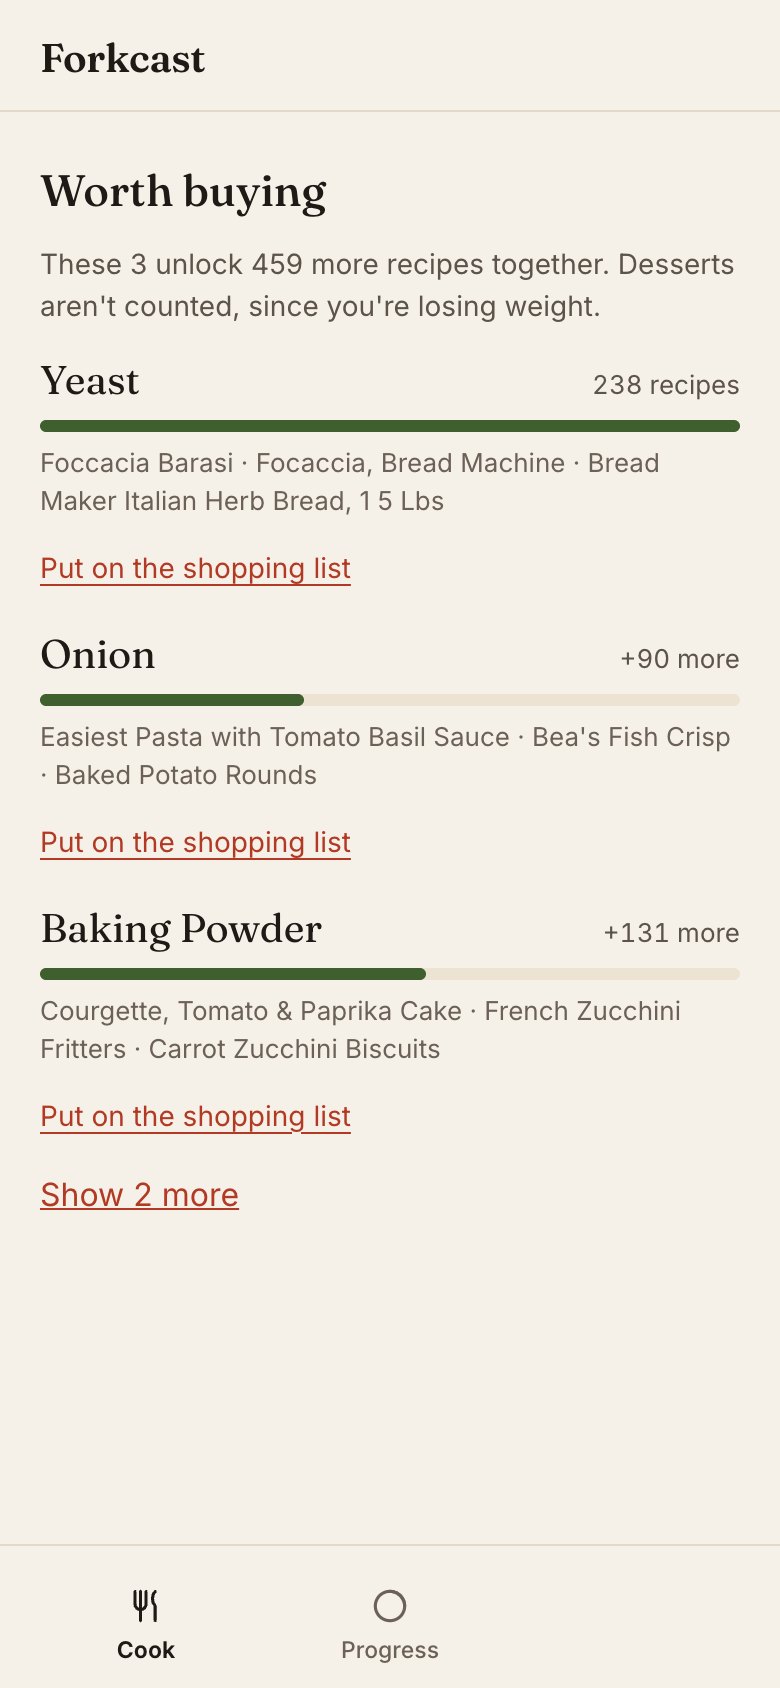 Forkcast
Worth buying
These 3 unlock 459 more recipes together. Desserts
aren't counted, since you're losing weight.
Yeast
238 recipes
Foccacia Barasi · Focaccia, Bread Machine · Bread
Maker Italian Herb Bread, 1 5 Lbs
Put on the shopping list
Onion
+90 more
Easiest Pasta with Tomato Basil Sauce · Bea's Fish Crisp
· Baked Potato Rounds
Put on the shopping list
Baking Powder
+131 more
Courgette, Tomato & Paprika Cake · French Zucchini
Fritters · Carrot Zucchini Biscuits
Put on the shopping list
Show 2 more
Cook
Progress